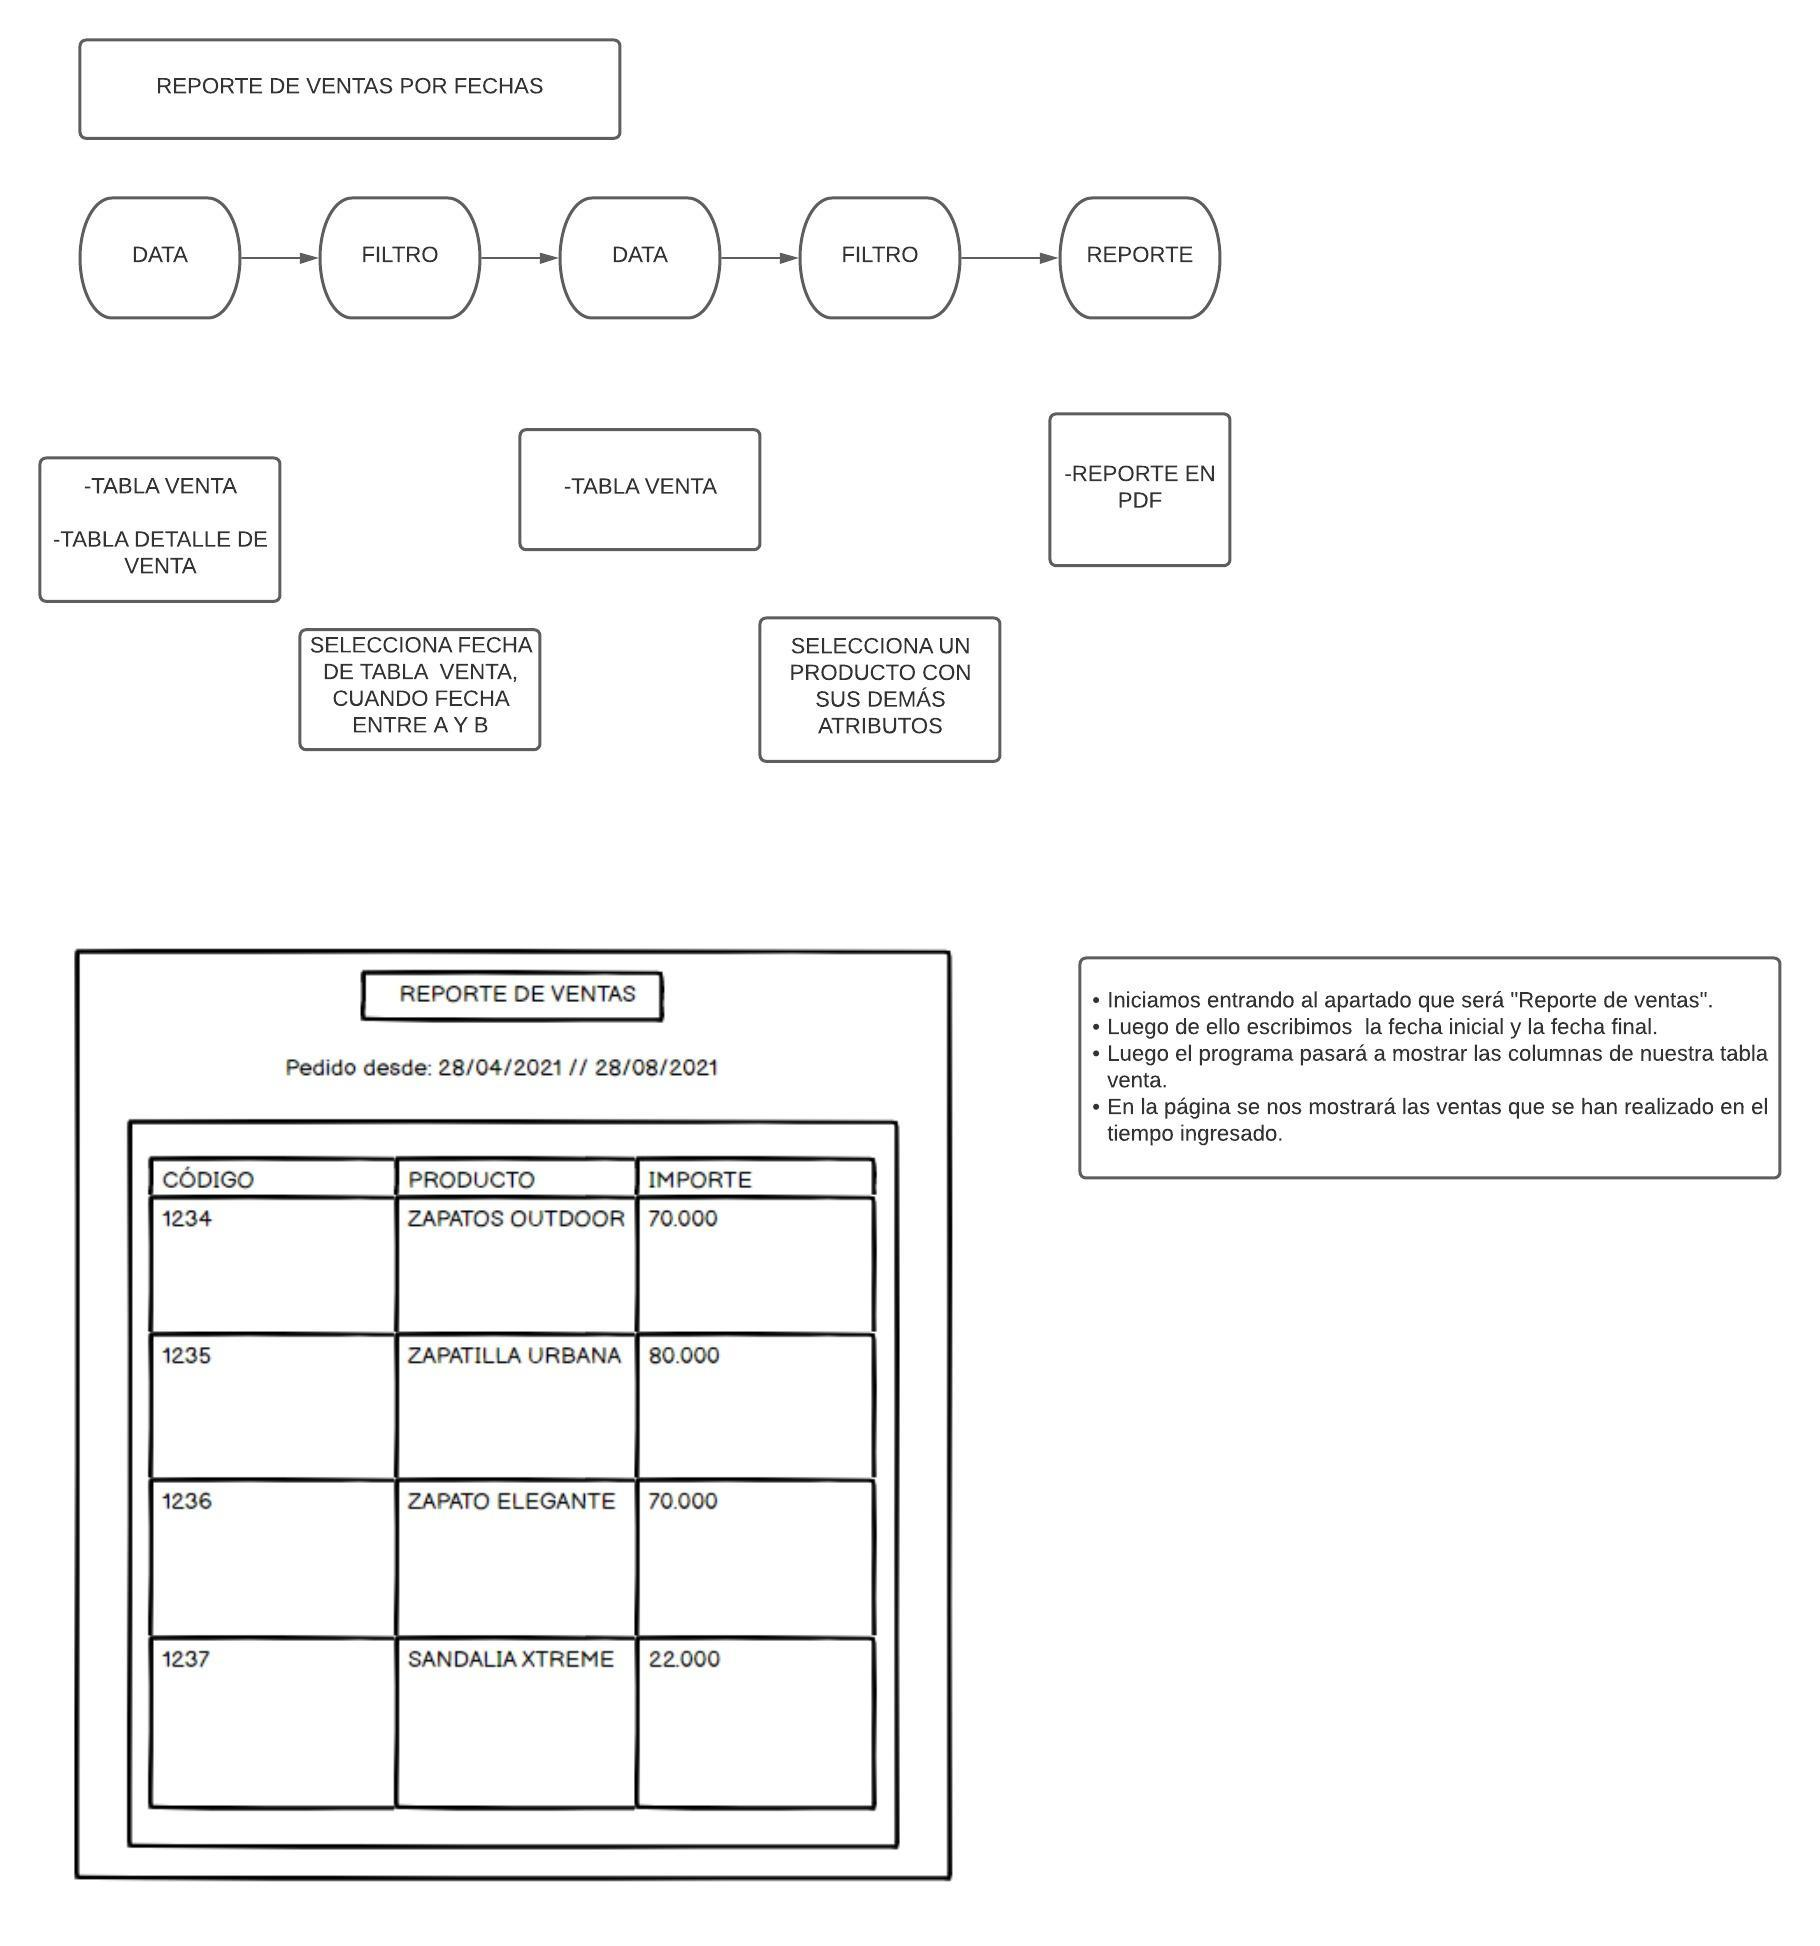 REPORTE DE VENTAS POR FECHAS
DATA
FILTRO
DATA
FILTRO
REPORTE
-TABLA VENTA
-TABLA DETALLE DE
VENTA
SELECCIONA FECHA
DE TABLA  VENTA,
CUANDO FECHA
ENTRE A Y B
-TABLA VENTA
SELECCIONA UN
PRODUCTO CON
SUS DEMÁS
ATRIBUTOS
-REPORTE EN
PDF
REPORTE DE VENTAS
Pedido desde: 28/04/2021 // 28/08/2021
CÓDIGO PRODUCTO IMPORTE
1234 ZAPATOS OUTDOOR 70.000
1235 ZAPATILLA URBANA 80.000
1236 ZAPATO ELEGANTE 70.000
1237 SANDALIA XTREME 22.000
• Iniciamos entrando al apartado que será "Reporte de ventas".
• Luego de ello escribimos  la fecha inicial y la fecha final.
• Luego el programa pasará a mostrar las columnas de nuestra tabla
venta.
• En la página se nos mostrará las ventas que se han realizado en el
tiempo ingresado.